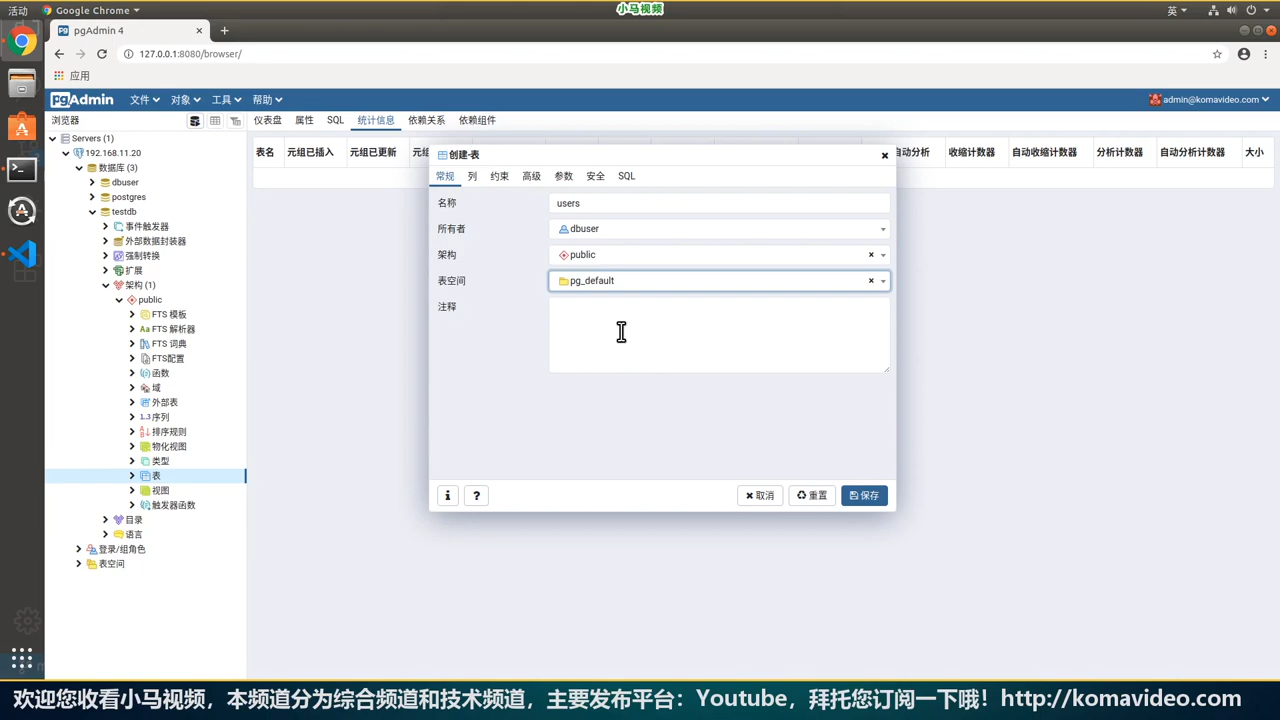 活动
Google Chrome
小马视频
英
pgAdmin 4
127.0.0.1:8080/browser/
应用
pgAdmin 文件 对象 工具 帮助
admin@komavideo.com
浏览器
仪表盘 属性 SQL 统计信息 依赖关系 依赖组件
Servers (1)
192.168.11.20
数据库 (3)
dbuser
postgres
testdb
事件触发器
外部数据封装器
强制转换
扩展
架构 (1)
public
FTS 模板
Aa FTS 解析器
FTS 词典
FTS配置
函数
域
外部表
1.3 序列
排序规则
物化视图
类型
表
视图
触发器函数
目录
语言
登录/组角色
表空间
表名 元组已插入 元组已更新 元组 自动分析 收缩计数器 自动收缩计数器 分析计数器 自动分析计数器 大小
创建-表
常规 列 约束 高级 参数 安全 SQL
名称 users
所有者 dbuser
架构 public
表空间 pg_default
注释
i ? 取消 重置 保存
欢迎您收看小马视频，本频道分为综合频道和技术频道，主要发布平台：Youtube，拜托您订阅一下哦！http://komavideo.com